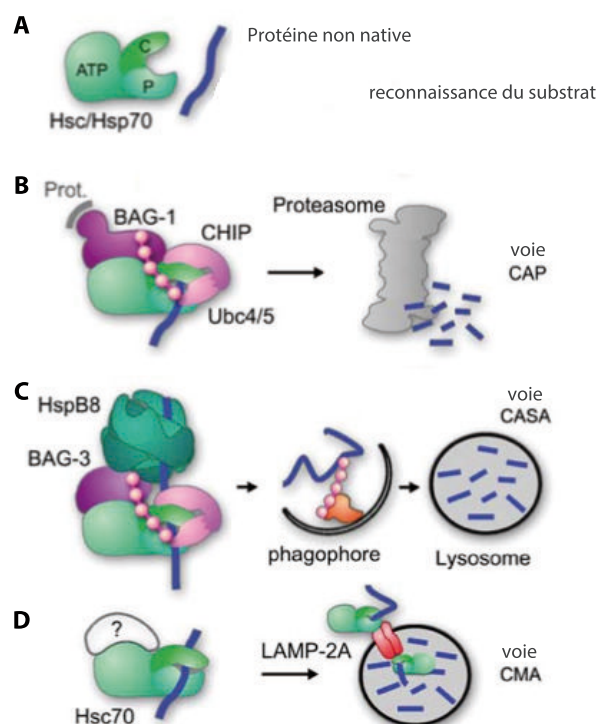 A
Protéine non native
ATP
C
P
Hsc/Hsp70
reconnaissance du substrat
B
Prot.
BAG-1
CHIP
Ubc4/5
Proteasome
voie
CAP
C
HspB8
BAG-3
phagophore
Lysosome
voie
CASA
D
?
Hsc70
LAMP-2A
voie
CMA